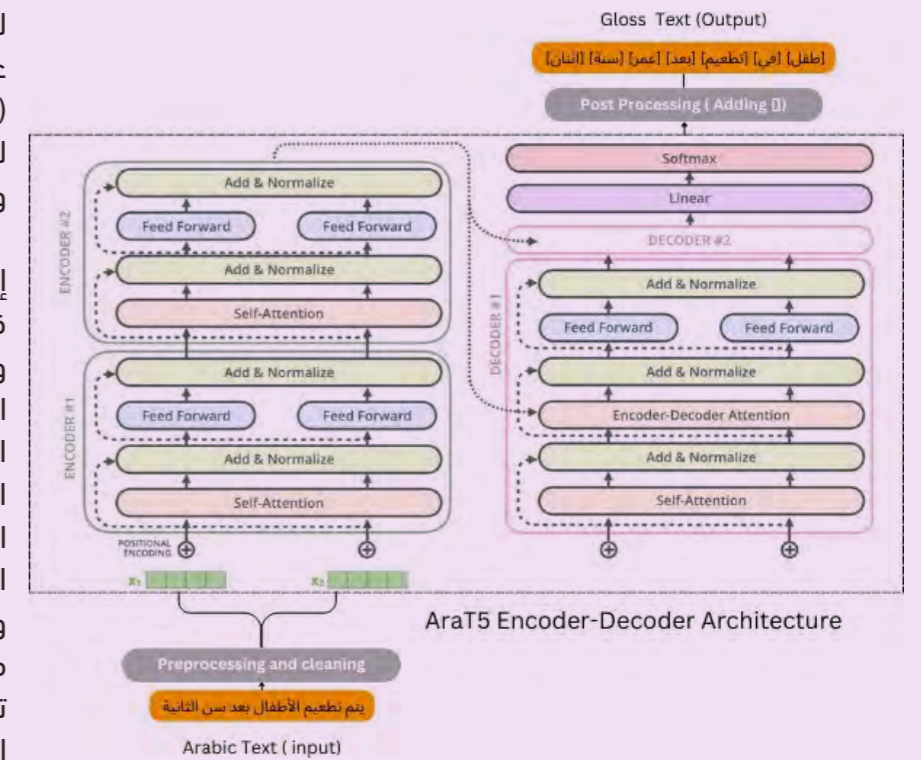 Gloss Text (Output)
[طفل] [في] [تطعيم] [بعد] [عمر] [سنة] [اثنان]
Post Processing ( Adding [])
Softmax
Linear
DECODER #2
DECODER #1
Add & Normalize
Feed Forward
Feed Forward
Add & Normalize
Encoder-Decoder Attention
Add & Normalize
Self-Attention
ENCODER #2
Add & Normalize
Feed Forward
Feed Forward
Add & Normalize
Self-Attention
ENCODER #1
Add & Normalize
Feed Forward
Feed Forward
Add & Normalize
Self-Attention
POSITIONAL
ENCODING
X₁
X₂
AraT5 Encoder-Decoder Architecture
Preprocessing and cleaning
يتم تطعيم الأطفال بعد سن الثانية
Arabic Text ( input)